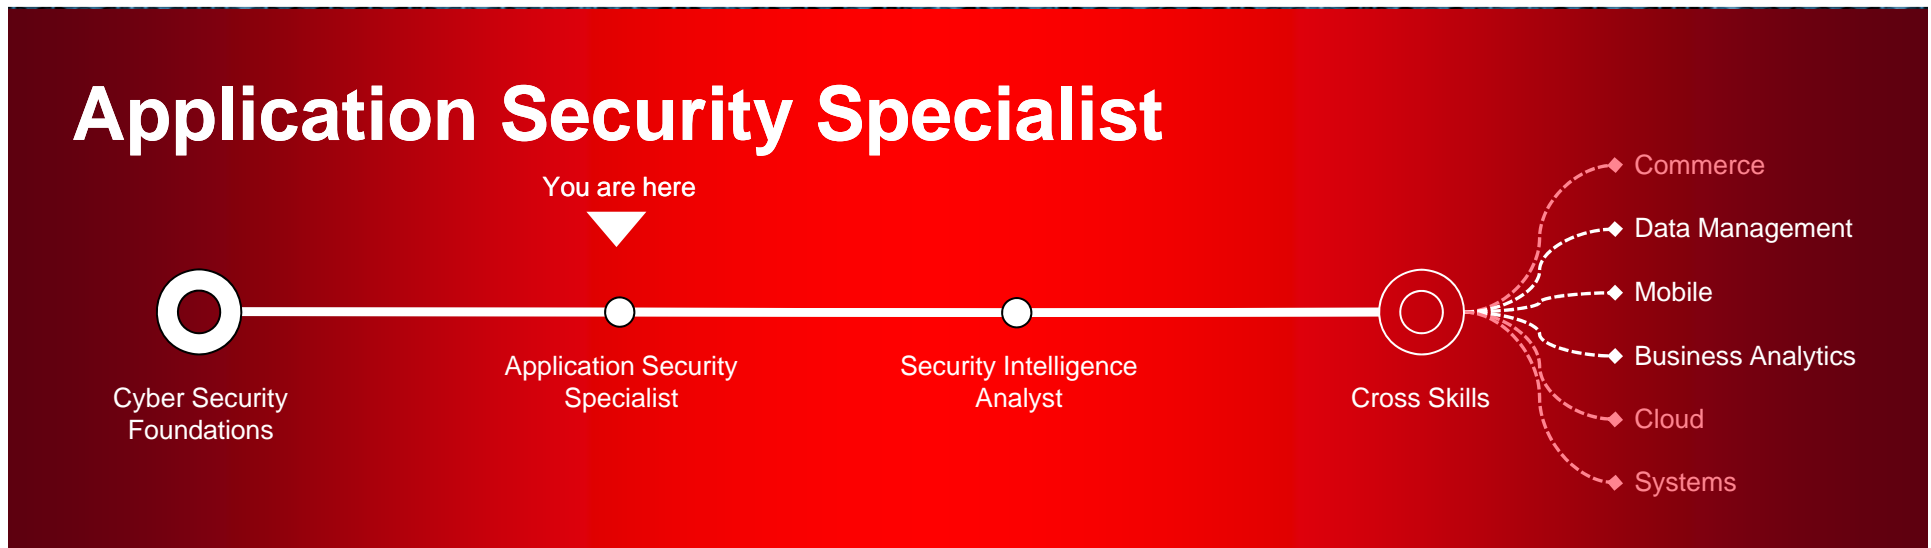 Application Security Specialist
You are here
Cyber Security
Foundations
Application Security
Specialist
Security Intelligence
Analyst
Cross Skills
Commerce
Data Management
Mobile
Business Analytics
Cloud
Systems